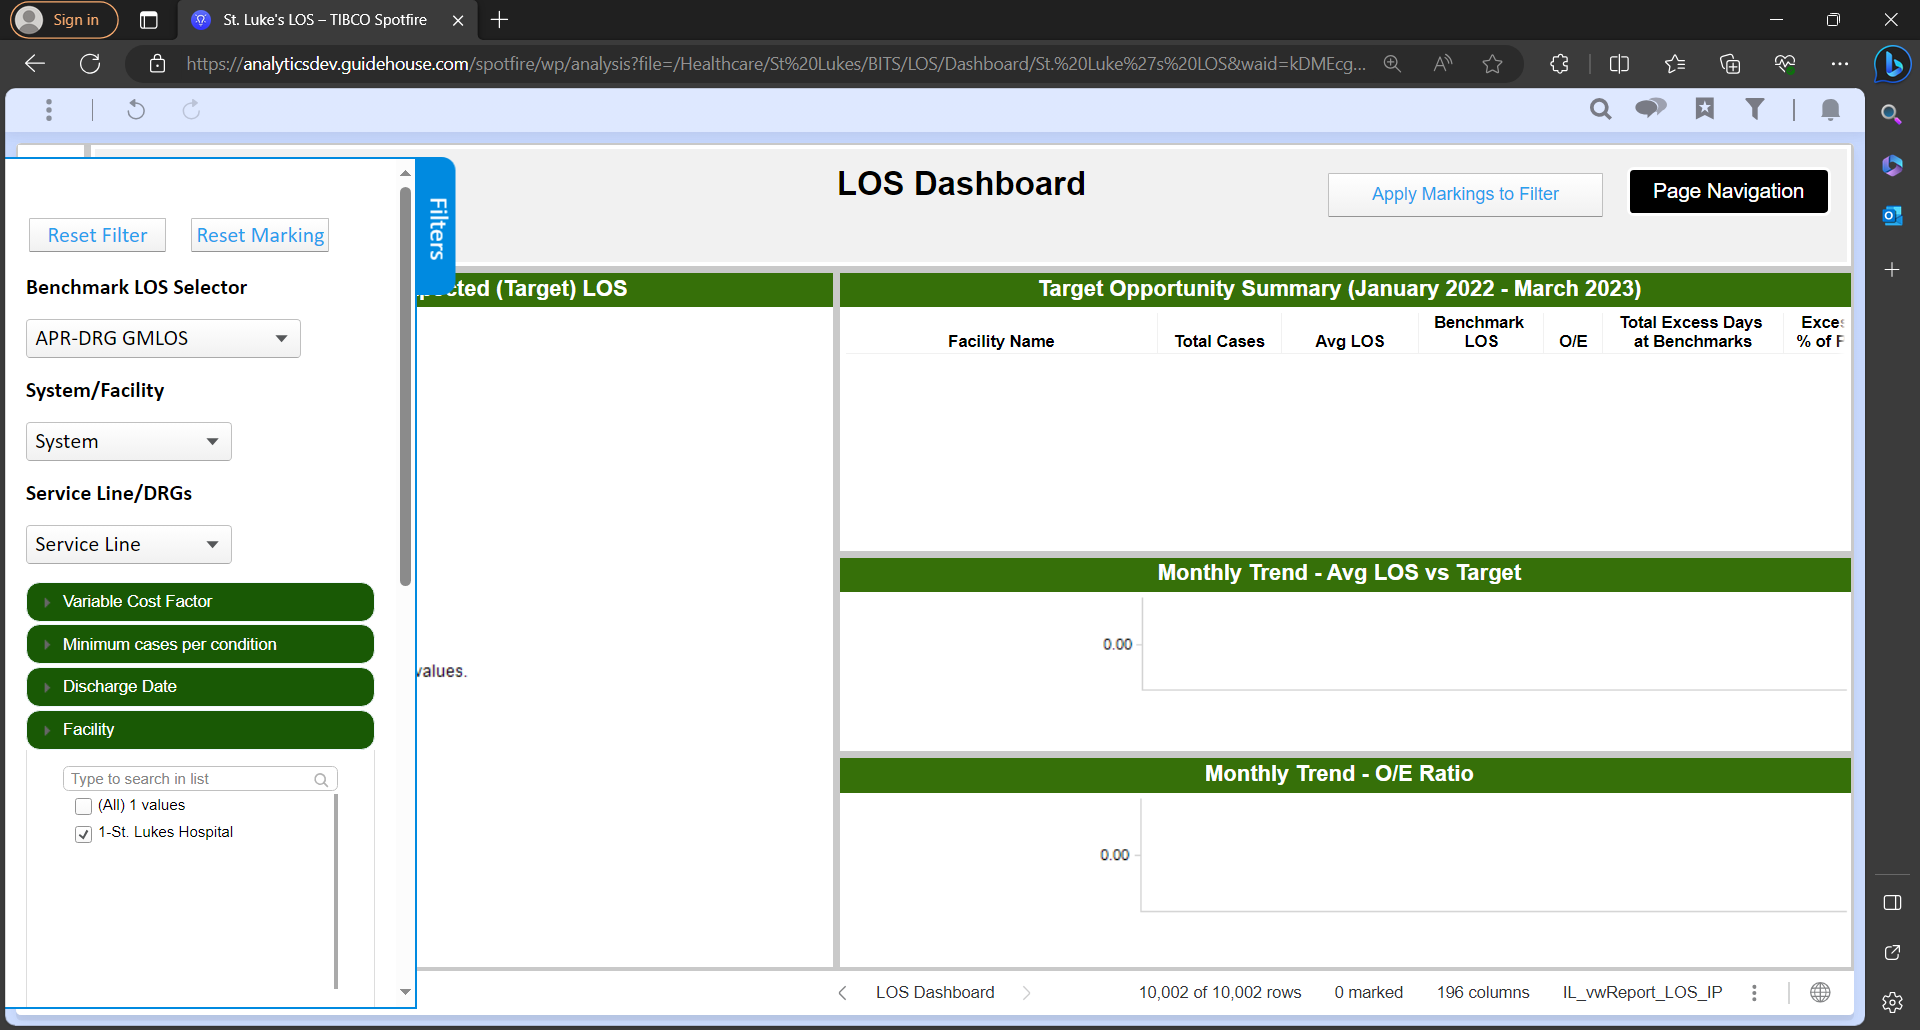 Sign in
St. Luke's LOS – TIBCO Spotfire
https://analyticsdev.guidehouse.com/spotfire/wp/analysis?file=/Healthcare/St%20Lukes/BITS/LOS/Dashboard/St.%20Luke%27s%20LOS&waid=kDMEcg...
LOS Dashboard
Apply Markings to Filter
Page Navigation
Filters
Reset Filter
Reset Marking
Benchmark LOS Selector
APR-DRG GMLOS
System/Facility
System
Service Line/DRGs
Service Line
Variable Cost Factor
Minimum cases per condition
Discharge Date
Facility
Type to search in list
(All) 1 values
1-St. Lukes Hospital
(Target) LOS
values.
Target Opportunity Summary (January 2022 - March 2023)
Facility Name
Total Cases
Avg LOS
Benchmark
LOS
O/E
Total Excess Days
at Benchmarks
% of
Monthly Trend - Avg LOS vs Target
0.00
Monthly Trend - O/E Ratio
0.00
LOS Dashboard
10,002 of 10,002 rows
0 marked
196 columns
IL_vwReport_LOS_IP